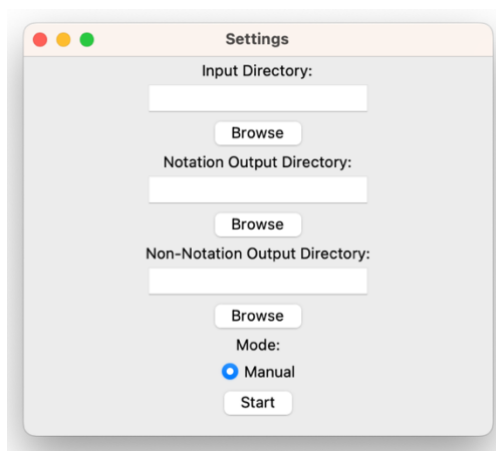 Settings
Input Directory:
Browse
Notation Output Directory:
Browse
Non-Notation Output Directory:
Browse
Mode:
Manual
Start